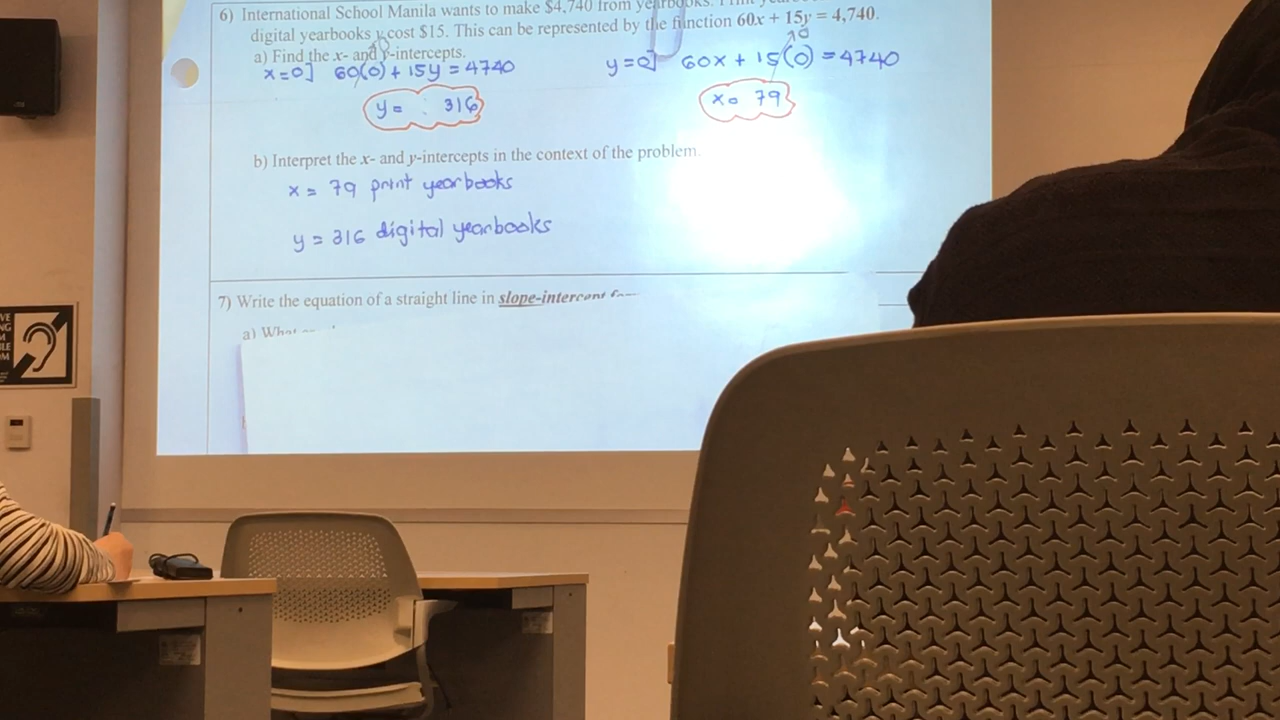 6) International School Manila wants to make $4,740 from yearbooks. Print
digital yearbooks y cost $15. This can be represented by the function 60x + 15y = 4,740.
a) Find the x- and y-intercepts.
x=0] 60(0) + 15y = 4740
y=0] 60x + 15(0) = 4740
y = 316
x = 79
b) Interpret the x- and y-intercepts in the context of the problem.
x = 79 print yearbooks
y = 316 digital yearbooks
7) Write the equation of a straight line in slope-intercept
a) What